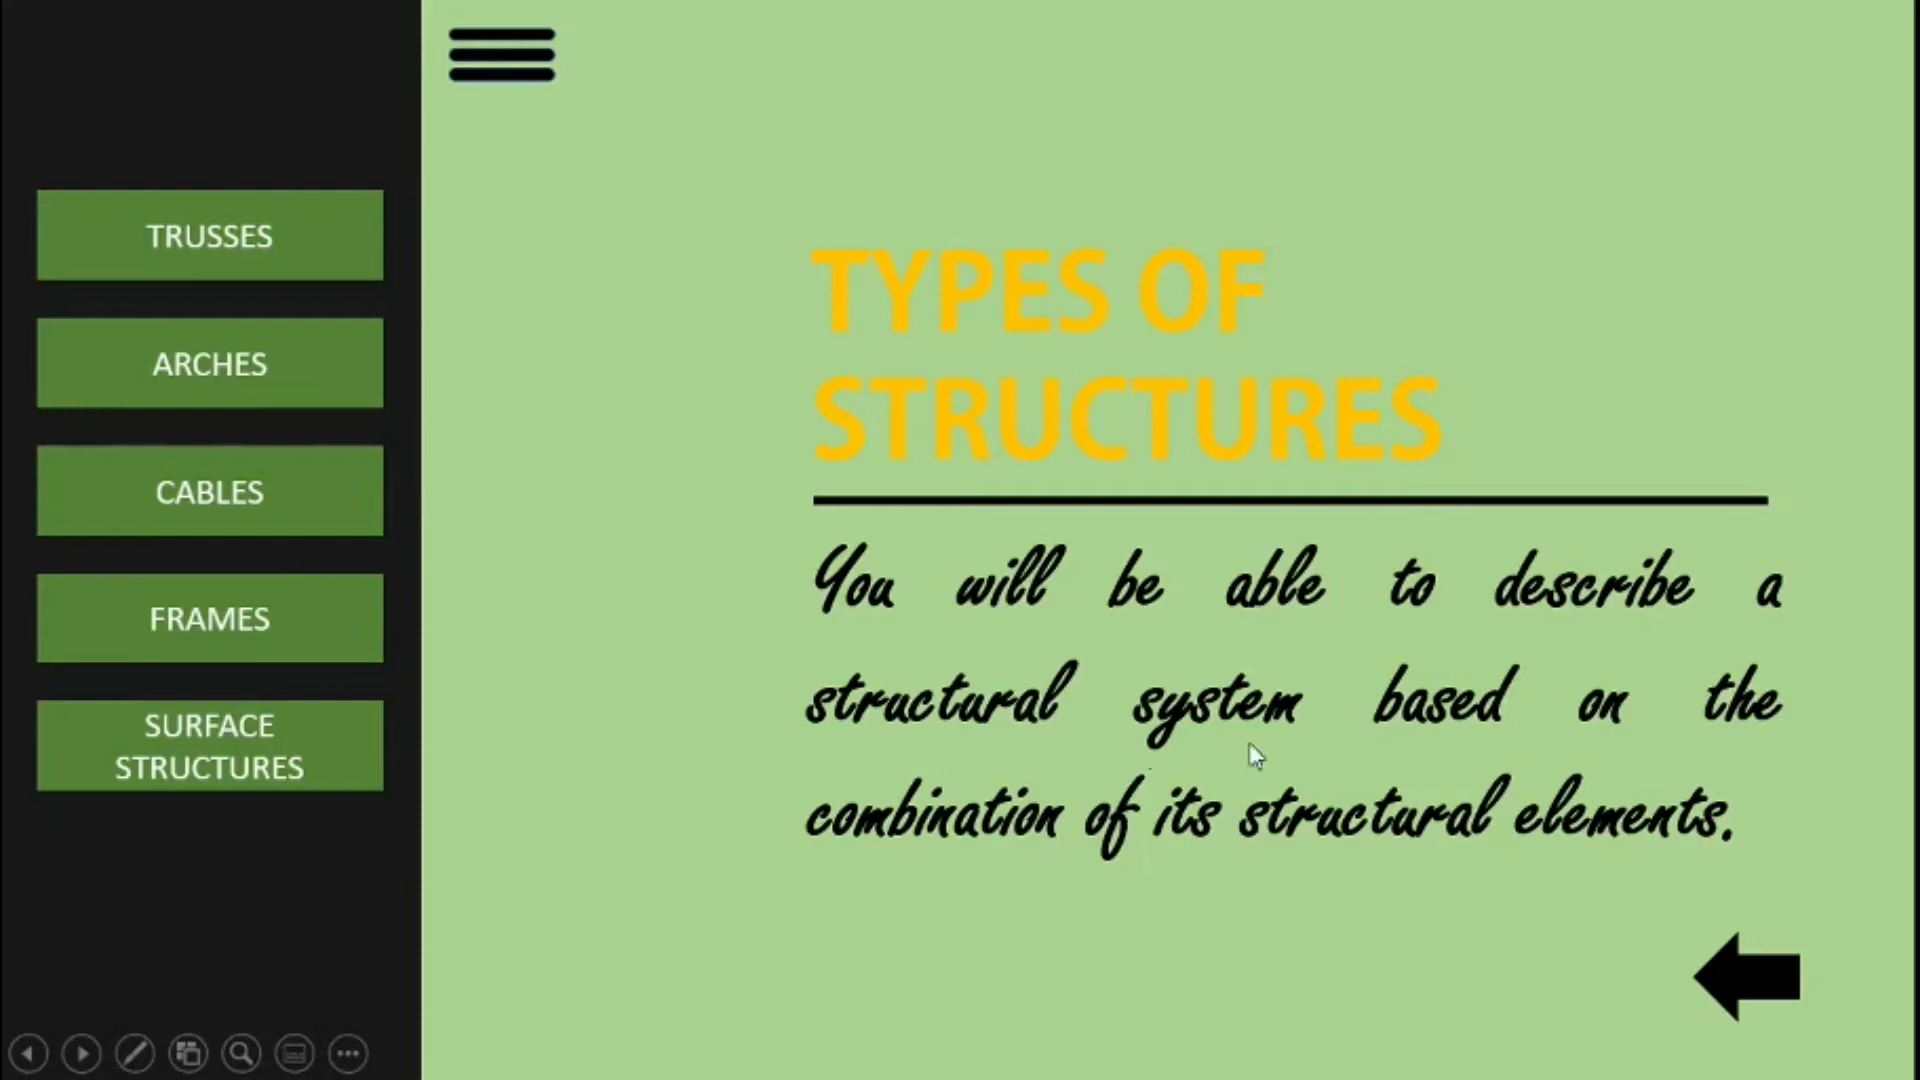 TRUSSES
ARCHES
CABLES
FRAMES
SURFACE
STRUCTURES
TYPES OF
STRUCTURES
You will be able to describe a
structural system based on the
combination of its structural elements.